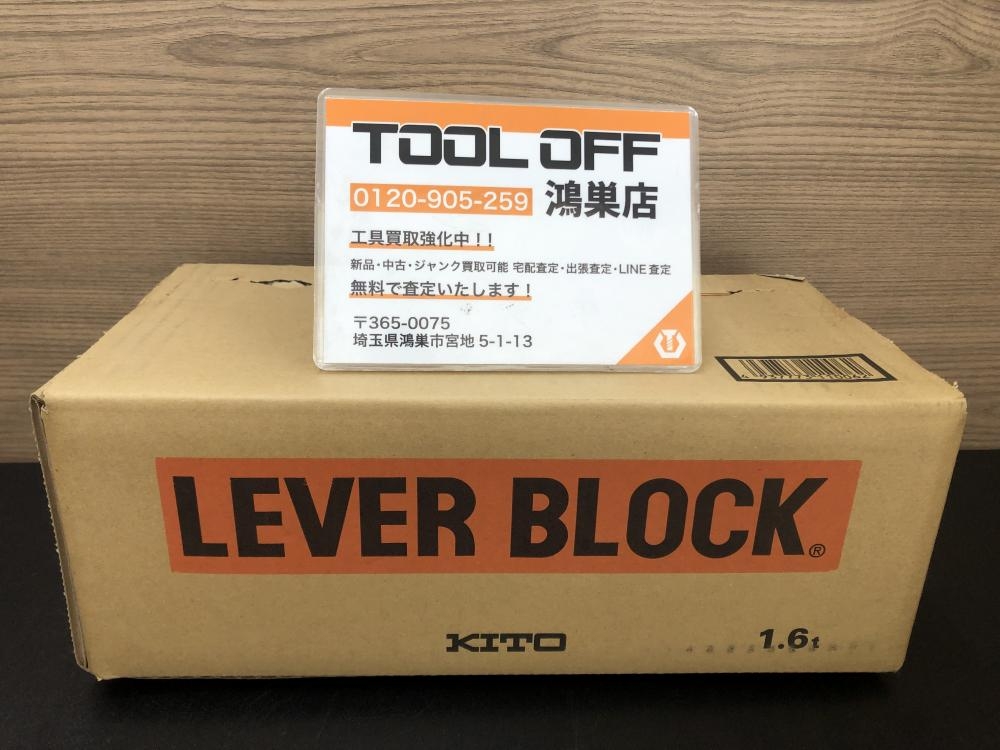 TOOL OFF
0120-905-259 鴻巣店
工具買取強化中！！
新品・中古・ジャンク買取可能 宅配査定・出張査定・LINE査定
無料で査定いたします！
〒365-0075
埼玉県鴻巣市宮地 5-1-13
LEVER BLOCK®
KITO
1.6t